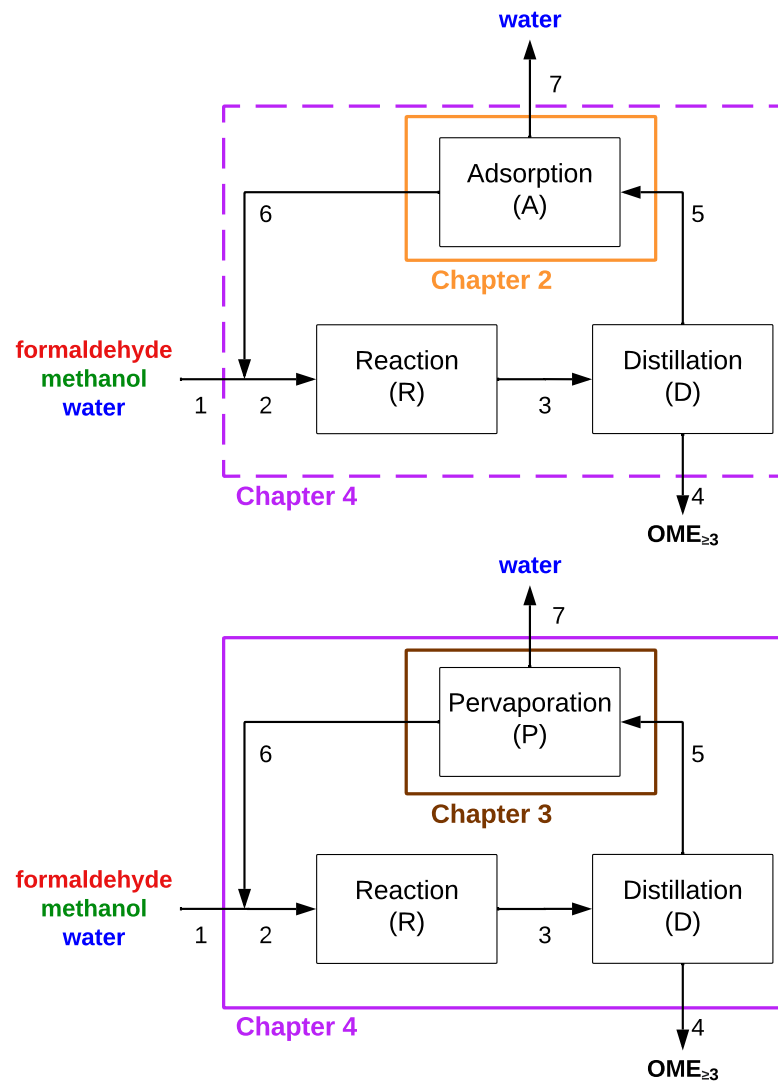 water
7
Adsorption
(A)
6
5
Chapter 2
formaldehyde
methanol
water
1
2
Reaction
(R)
3
Distillation
(D)
Chapter 4
4
OME≥3
water
7
Pervaporation
(P)
6
5
Chapter 3
formaldehyde
methanol
water
1
2
Reaction
(R)
3
Distillation
(D)
Chapter 4
4
OME≥3